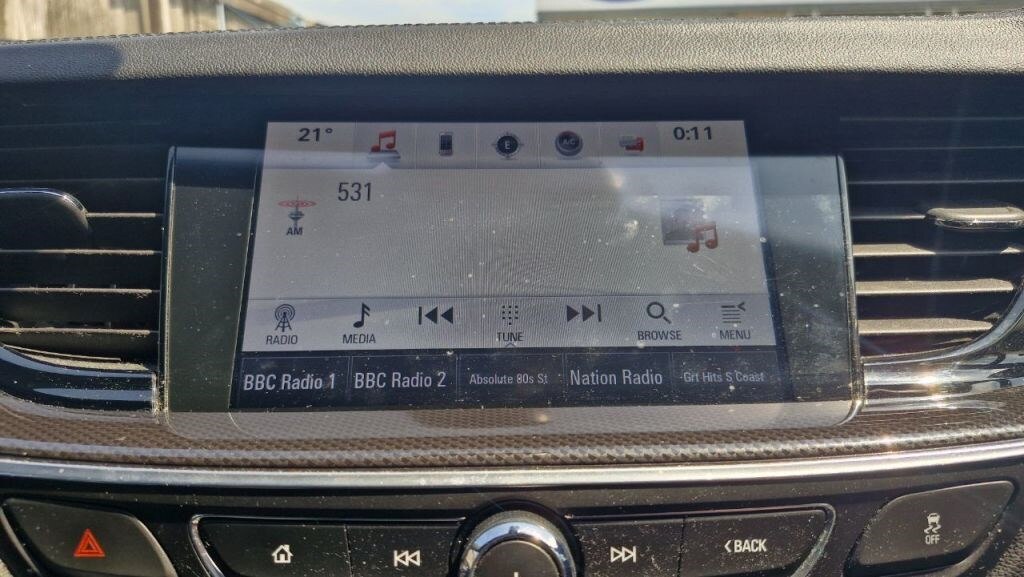 21° E AC 0:11
531
AM
RADIO MEDIA TUNE BROWSE MENU
BBC Radio 1 BBC Radio 2 Absolute 80s St Nation Radio Grt Hits S Coast
BACK OFF